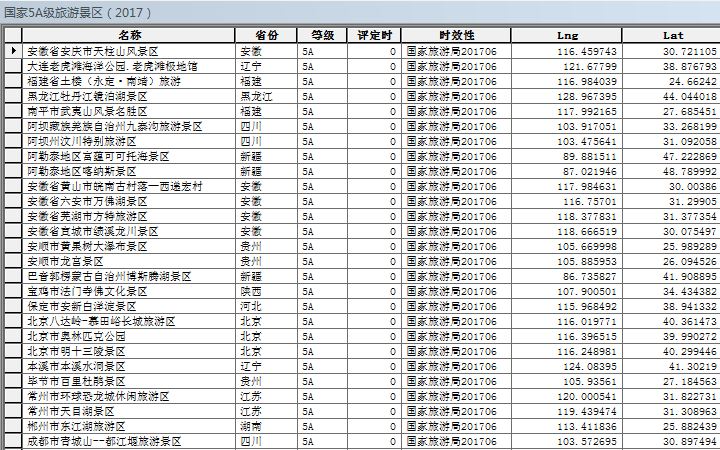 国家5A级旅游景区（2017）
名称 省份 等级 评定时 时效性 Lng Lat
安徽省安庆市天柱山风景区 安徽 5A 0 国家旅游局201706 116.459743 30.721105
大连老虎滩海洋公园.老虎滩极地馆 辽宁 5A 0 国家旅游局201706 121.67799 38.876793
福建省土楼（永定·南靖）旅游 福建 5A 0 国家旅游局201706 116.984039 24.66242
黑龙江牡丹江镜泊湖景区 黑龙江 5A 0 国家旅游局201706 128.967395 44.044018
南平市武夷山风景名胜区 福建 5A 0 国家旅游局201706 117.992165 27.685451
阿坝藏族羌族自治州九寨沟旅游景区 四川 5A 0 国家旅游局201706 103.917051 33.268199
阿坝州汶川特别旅游区 四川 5A 0 国家旅游局201706 103.475641 31.092058
阿勒泰地区富蕴可可托海景区 新疆 5A 0 国家旅游局201706 89.881511 47.222869
阿勒泰地区喀纳斯景区 新疆 5A 0 国家旅游局201706 87.021946 48.789992
安徽省黄山市皖南古村落—西递宏村 安徽 5A 0 国家旅游局201706 117.984631 30.00386
安徽省六安市万佛湖景区 安徽 5A 0 国家旅游局201706 116.75701 31.29905
安徽省芜湖市方特旅游区 安徽 5A 0 国家旅游局201706 118.377831 31.377354
安徽省宣城市绩溪龙川景区 安徽 5A 0 国家旅游局201706 118.666519 30.075497
安顺市黄果树大瀑布景区 贵州 5A 0 国家旅游局201706 105.669998 25.989289
安顺市龙宫景区 贵州 5A 0 国家旅游局201706 105.885953 26.094526
巴音郭楞蒙古自治州博斯腾湖景区 新疆 5A 0 国家旅游局201706 86.735827 41.908895
宝鸡市法门寺佛文化景区 陕西 5A 0 国家旅游局201706 107.900501 34.434382
保定市安新白洋淀景区 河北 5A 0 国家旅游局201706 115.968492 38.941332
北京八达岭-慕田峪长城旅游区 北京 5A 0 国家旅游局201706 116.019771 40.361473
北京市奥林匹克公园 北京 5A 0 国家旅游局201706 116.396515 39.990272
北京市明十三陵景区 北京 5A 0 国家旅游局201706 116.248981 40.299446
本溪市本溪水洞景区 辽宁 5A 0 国家旅游局201706 124.08395 41.30219
毕节市百里杜鹃景区 贵州 5A 0 国家旅游局201706 105.93561 27.184563
常州市环球恐龙城休闲旅游区 江苏 5A 0 国家旅游局201706 120.000541 31.822731
常州市天目湖景区 江苏 5A 0 国家旅游局201706 119.439474 31.308963
郴州市东江湖旅游区 湖南 5A 0 国家旅游局201706 113.411836 25.882439
成都市青城山--都江堰旅游景区 四川 5A 0 国家旅游局201706 103.572695 30.897494